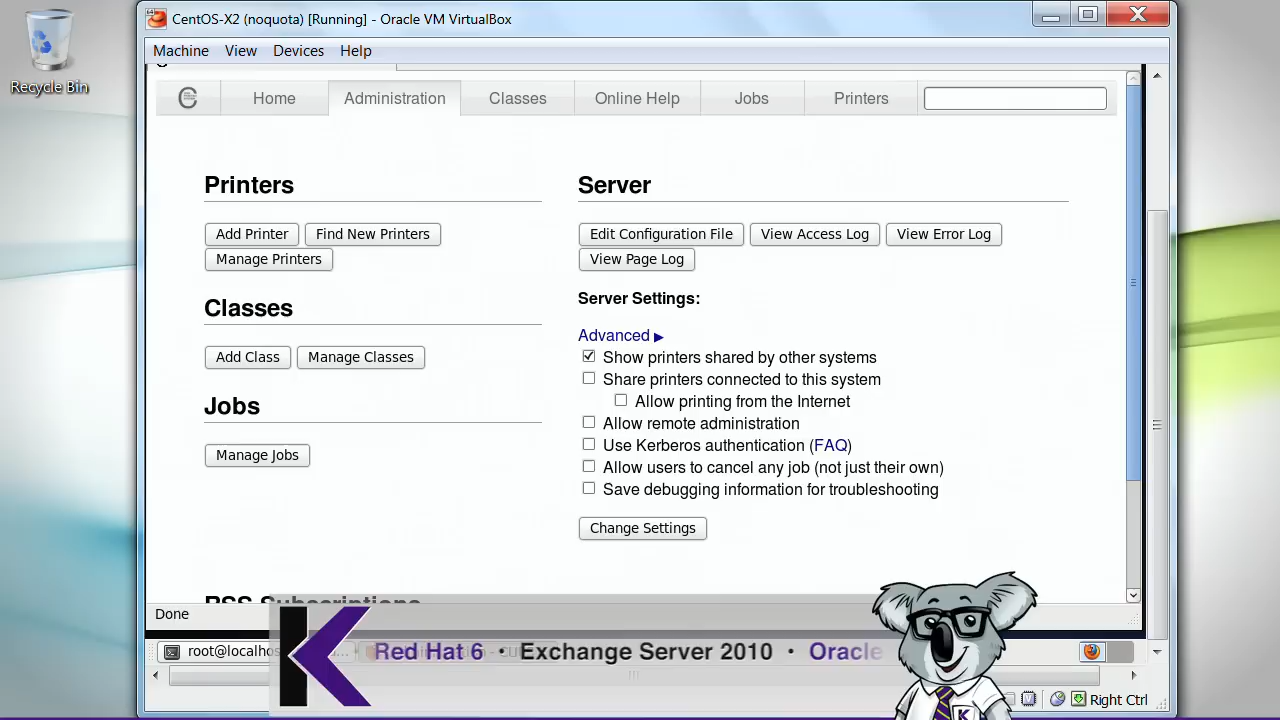 CentOS-X2 (noquota) [Running] - Oracle VM VirtualBox
Recycle Bin
Machine View Devices Help
Home Administration Classes Online Help Jobs Printers
Printers
Server
Add Printer Find New Printers
Edit Configuration File View Access Log View Error Log
Manage Printers
View Page Log
Server Settings:
Classes
Advanced ▶
Add Class Manage Classes
Show printers shared by other systems
Share printers connected to this system
Allow printing from the Internet
Jobs
Allow remote administration
Use Kerberos authentication (FAQ)
Manage Jobs
Allow users to cancel any job (not just their own)
Save debugging information for troubleshooting
Change Settings
RSS Subscriptions
Done
root@localhos
K Red Hat 6 • Exchange Server 2010 • Oracle
K
Right Ctrl